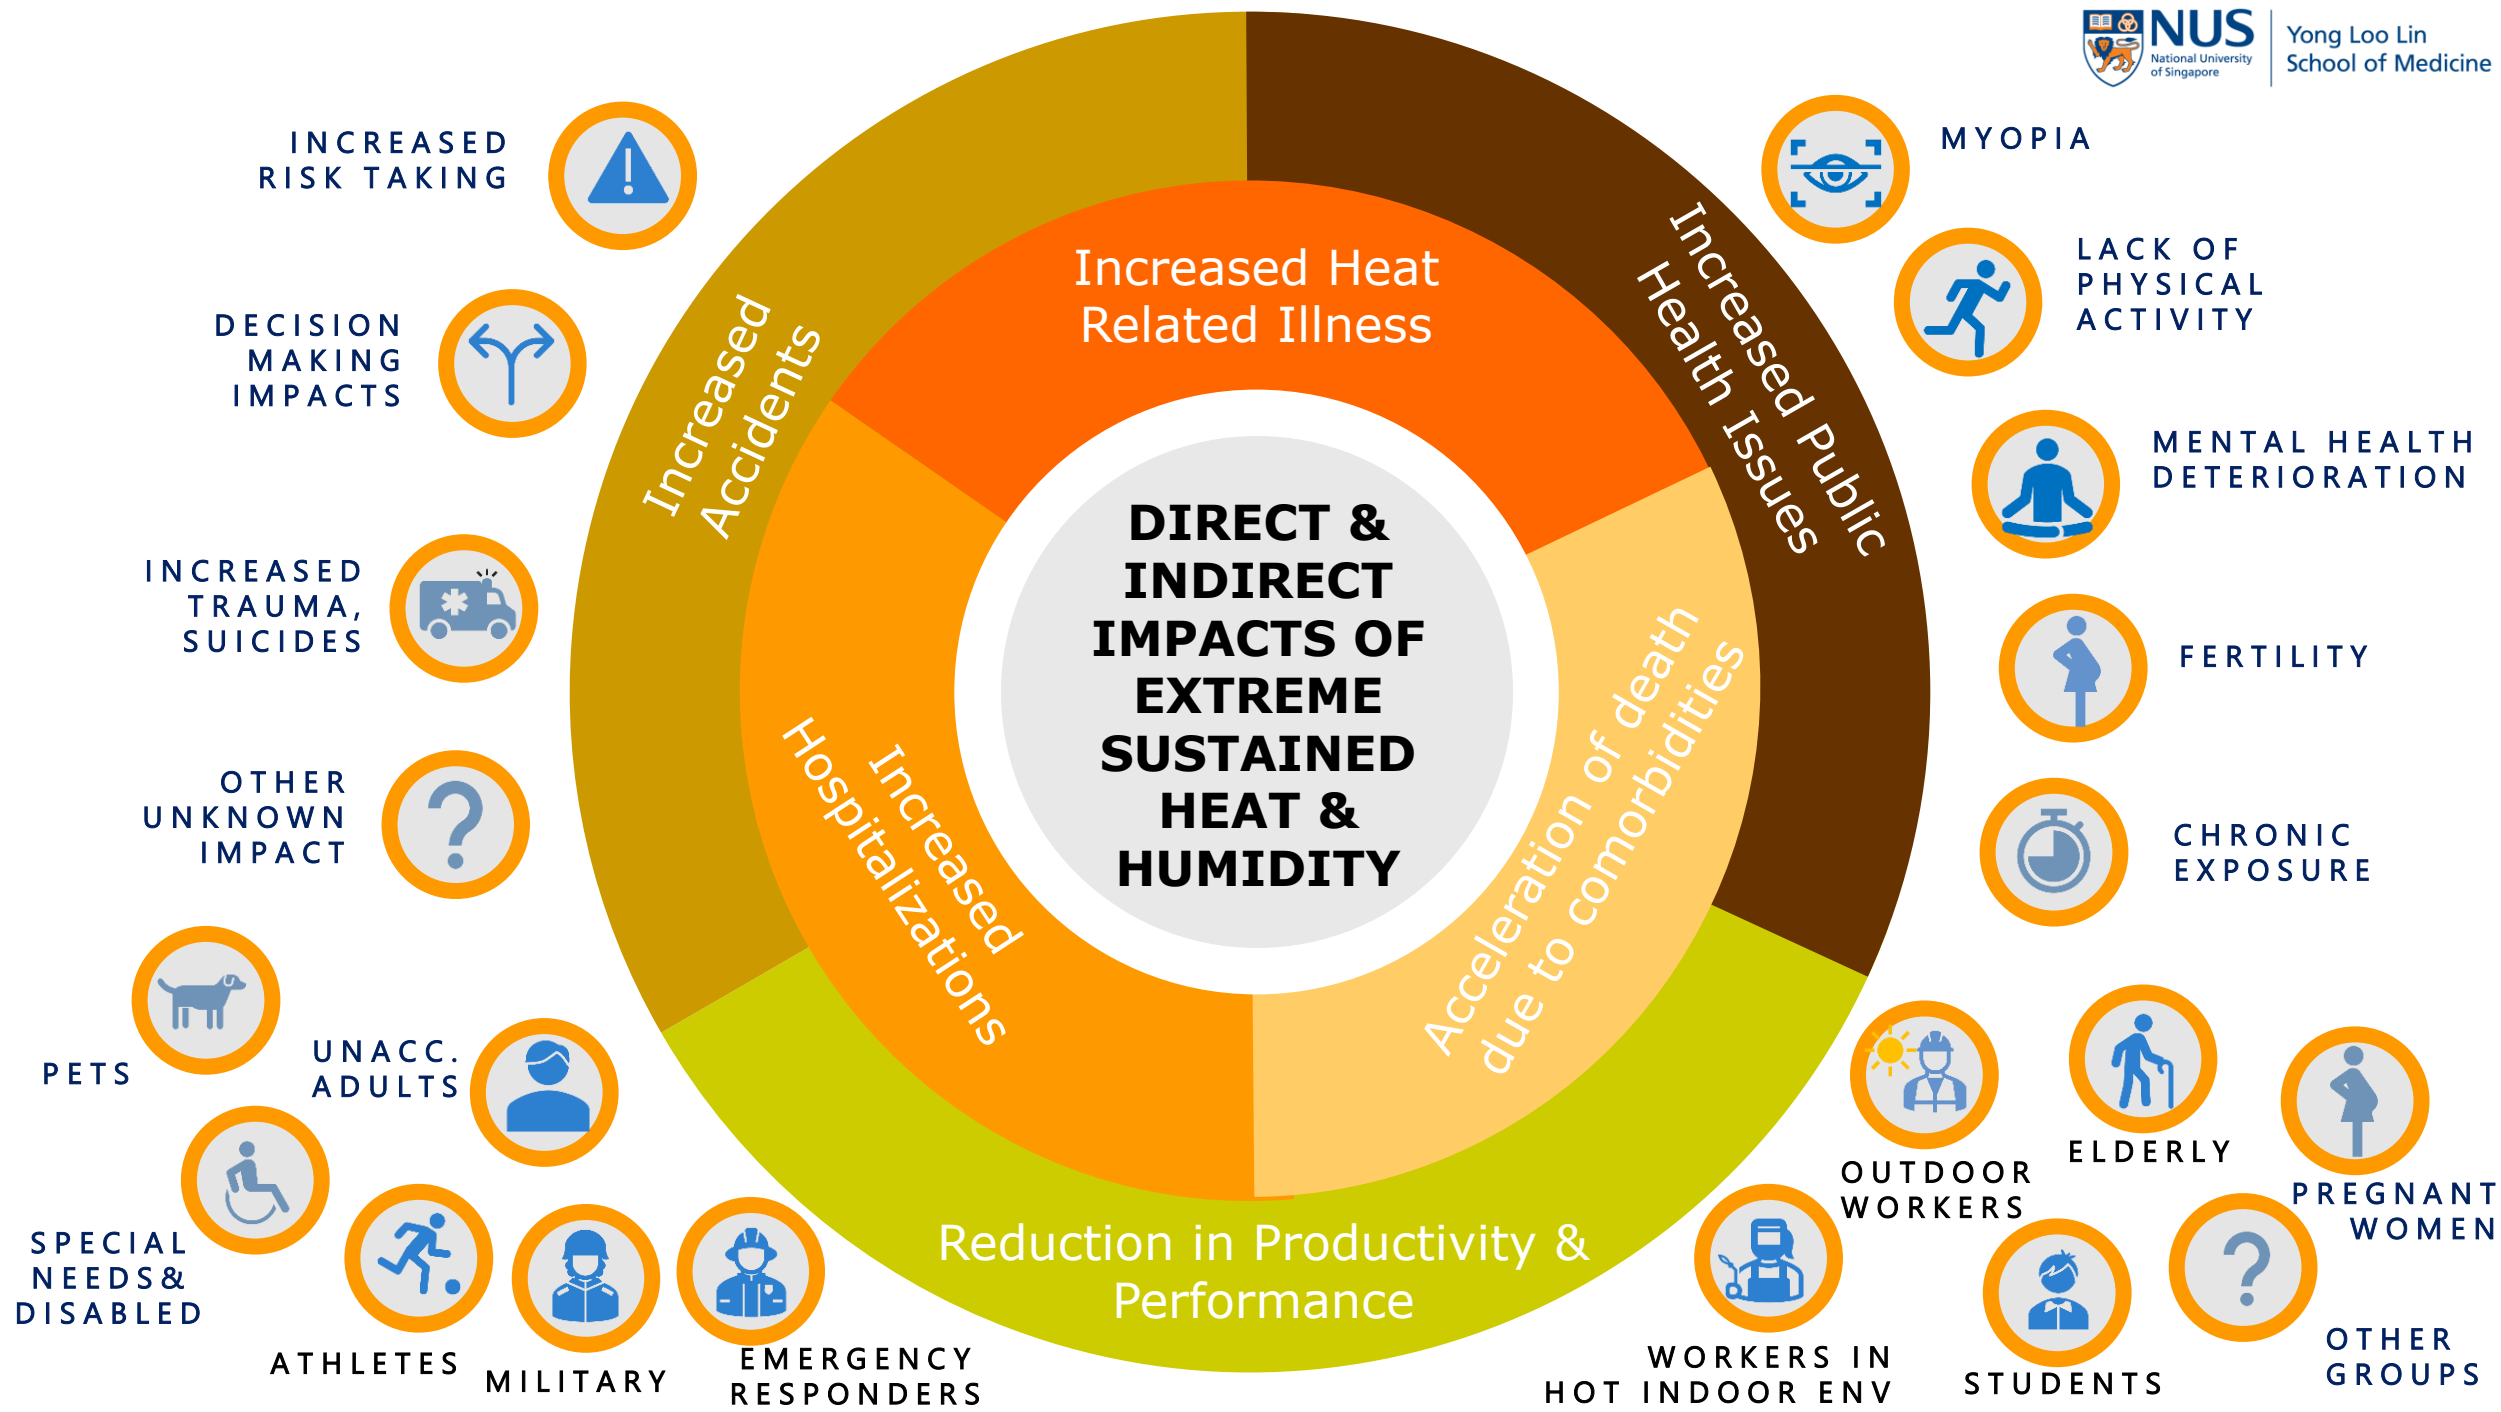 NUS
National University
of Singapore
Yong Loo Lin
School of Medicine
INCREASED
RISK TAKING
DECISION
MAKING
IMPACTS
INCREASED
TRAUMA,
SUICIDES
OTHER
UNKNOWN
IMPACT
Increased
Accidents
Increased Heat
Related Illness
Increased Public
Health Issues
Increased
Hospitalizations
Acceleration of death
due to comorbidities
Reduction in Productivity &
Performance
DIRECT &
INDIRECT
IMPACTS OF
EXTREME
SUSTAINED
HEAT &
HUMIDITY
MYOPIA
LACK OF
PHYSICAL
ACTIVITY
MENTAL HEALTH
DETERIORATION
FERTILITY
CHRONIC
EXPOSURE
PETS
UNACC.
ADULTS
SPECIAL
NEEDS&
DISABLED
ATHLETES
MILITARY
EMERGENCY
RESPONDERS
WORKERS IN
HOT INDOOR ENV
OUTDOOR
WORKERS
STUDENTS
ELDERLY
PREGNANT
WOMEN
OTHER
GROUPS